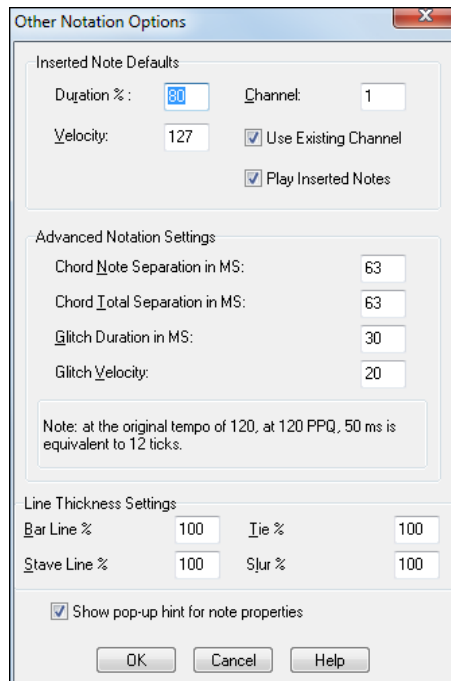 Other Notation Options
Inserted Note Defaults
Duration % : 80 Channel: 1
Velocity: 127 Use Existing Channel
Play Inserted Notes
Advanced Notation Settings
Chord Note Separation in MS: 63
Chord Total Separation in MS: 63
Glitch Duration in MS: 30
Glitch Velocity: 20
Note: at the original tempo of 120, at 120 PPQ, 50 ms is
equivalent to 12 ticks.
Line Thickness Settings
Bar Line % 100 Tie % 100
Stave Line % 100 Slur % 100
Show pop-up hint for note properties
OK Cancel Help